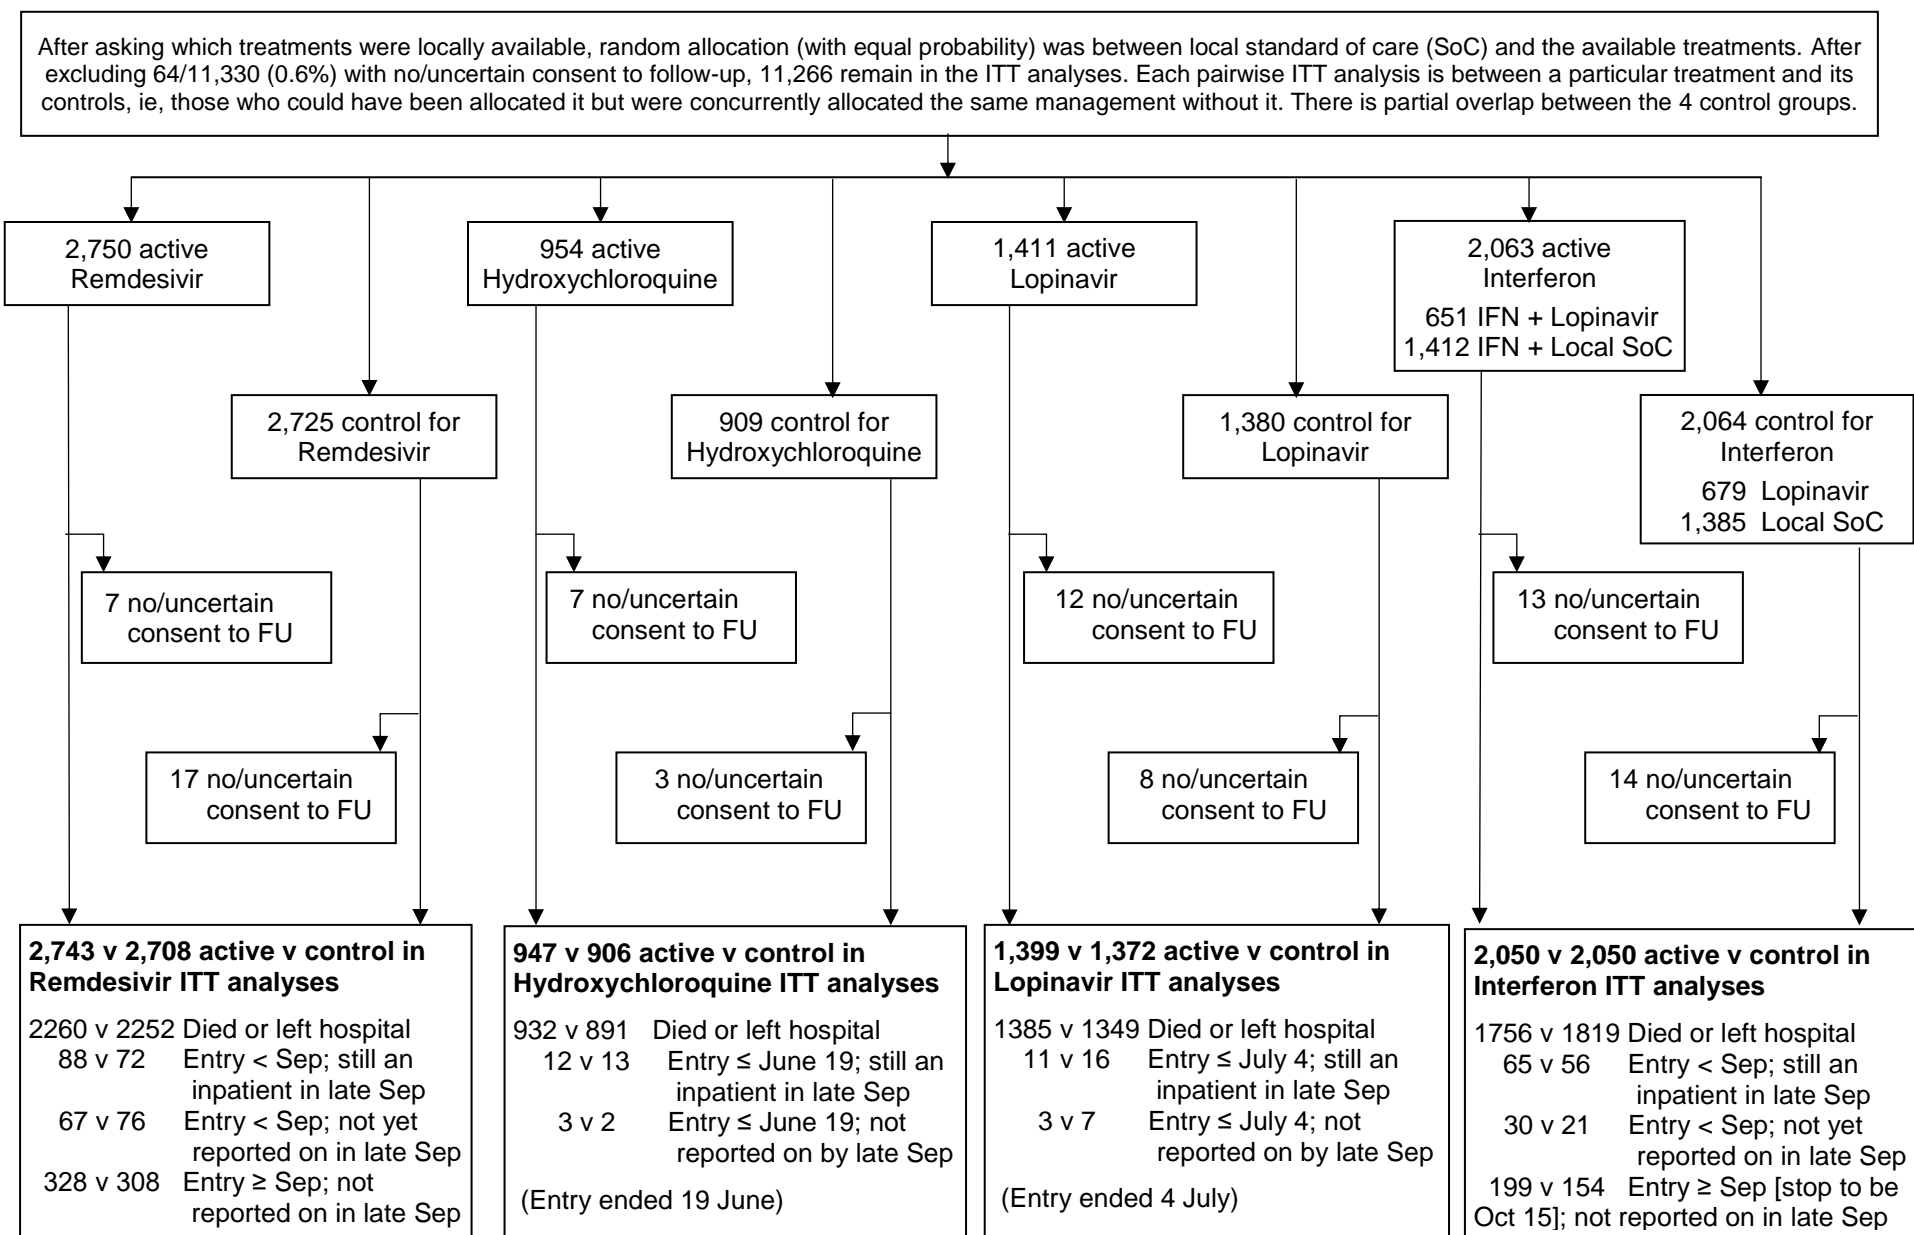 After asking which treatments were locally available, random allocation (with equal probability) was between local standard of care (SoC) and the available treatments. After
excluding 64/11,330 (0.6%) with no/uncertain consent to follow-up, 11,266 remain in the ITT analyses. Each pairwise ITT analysis is between a particular treatment and its
controls, ie, those who could have been allocated it but were concurrently allocated the same management without it. There is partial overlap between the 4 control groups.
2,750 active
Remdesivir
954 active
Hydroxychloroquine
1,411 active
Lopinavir
2,063 active
Interferon
651 IFN + Lopinavir
1,412 IFN + Local SoC
2,725 control for
Remdesivir
909 control for
Hydroxychloroquine
1,380 control for
Lopinavir
2,064 control for
Interferon
679 Lopinavir
1,385 Local SoC
7 no/uncertain
consent to FU
7 no/uncertain
consent to FU
12 no/uncertain
consent to FU
13 no/uncertain
consent to FU
17 no/uncertain
consent to FU
3 no/uncertain
consent to FU
8 no/uncertain
consent to FU
14 no/uncertain
consent to FU
2,743 v 2,708 active v control in
Remdesivir ITT analyses
2260 v 2252 Died or left hospital
88 v 72 Entry < Sep; still an
inpatient in late Sep
67 v 76 Entry < Sep; not yet
reported on in late Sep
328 v 308 Entry ≥ Sep; not
reported on in late Sep
947 v 906 active v control in
Hydroxychloroquine ITT analyses
932 v 891 Died or left hospital
12 v 13 Entry ≤ June 19; still an
inpatient in late Sep
3 v 2 Entry ≤ June 19; not
reported on by late Sep
(Entry ended 19 June)
1,399 v 1,372 active v control in
Lopinavir ITT analyses
1385 v 1349 Died or left hospital
11 v 16 Entry ≤ July 4; still an
inpatient in late Sep
3 v 7 Entry ≤ July 4; not
reported on by late Sep
(Entry ended 4 July)
2,050 v 2,050 active v control in
Interferon ITT analyses
1756 v 1819 Died or left hospital
65 v 56 Entry < Sep; still an
inpatient in late Sep
30 v 21 Entry < Sep; not yet
reported on in late Sep
199 v 154 Entry ≥ Sep [stop to be
Oct 15]; not reported on in late Sep